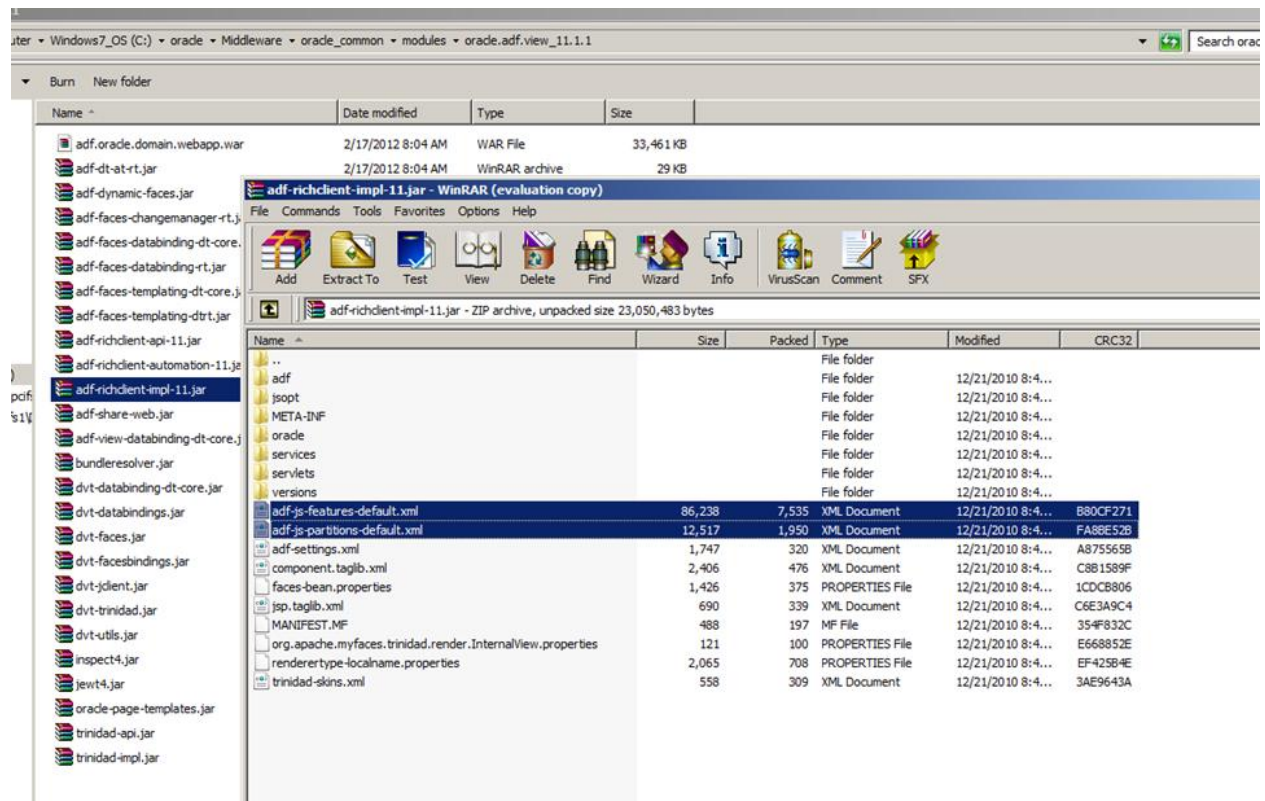 uter ▾ Windows7_OS (C:) ▾ oracle ▾ Middleware ▾ oracle_common ▾ modules ▾ oracle.adf.view_11.1.1
Search orac
Burn New folder
Name Date modified Type Size
adf.oracle.domain.webapp.war 2/17/2012 8:04 AM WAR File 33,461 KB
adf-dt-at-rt.jar 2/17/2012 8:04 AM WinRAR archive 29 KB
adf-dynamic-faces.jar
adf-faces-changemanager-rt.j
adf-faces-databinding-dt-core.
adf-faces-databinding-rt.jar
adf-faces-templating-dt-core.j
adf-faces-templating-dtrt.jar
adf-richclient-api-11.jar
adf-richclient-automation-11.ja
adf-richclient-impl-11.jar
adf-share-web.jar
adf-view-databinding-dt-core.j
bundleresolver.jar
dvt-databinding-dt-core.jar
dvt-databindings.jar
dvt-faces.jar
dvt-facesbindings.jar
dvt-jclient.jar
dvt-trinidad.jar
dvt-utils.jar
inspect4.jar
jewt4.jar
oracle-page-templates.jar
trinidad-api.jar
trinidad-impl.jar
adf-richclient-impl-11.jar - WinRAR (evaluation copy)
File Commands Tools Favorites Options Help
Add Extract To Test View Delete Find Wizard Info VirusScan Comment SFX
adf-richclient-impl-11.jar - ZIP archive, unpacked size 23,050,483 bytes
Name Size Packed Type Modified CRC32
.. File folder
adf File folder 12/21/2010 8:4...
jsopt File folder 12/21/2010 8:4...
META-INF File folder 12/21/2010 8:4...
oracle File folder 12/21/2010 8:4...
services File folder 12/21/2010 8:4...
servlets File folder 12/21/2010 8:4...
versions File folder 12/21/2010 8:4...
adf-js-features-default.xml 86,238 7,535 XML Document 12/21/2010 8:4... B80CF271
adf-js-partitions-default.xml 12,517 1,950 XML Document 12/21/2010 8:4... FA8BE52B
adf-settings.xml 1,747 320 XML Document 12/21/2010 8:4... A875565B
component.taglib.xml 2,406 476 XML Document 12/21/2010 8:4... C8B1589F
faces-bean.properties 1,426 375 PROPERTIES File 12/21/2010 8:4... 1CDCB806
jsp.taglib.xml 690 339 XML Document 12/21/2010 8:4... C6E3A9C4
MANIFEST.MF 488 197 MF File 12/21/2010 8:4... 354F832C
org.apache.myfaces.trinidad.render.InternalView.properties 121 100 PROPERTIES File 12/21/2010 8:4... E668852E
renderertype-localname.properties 2,065 708 PROPERTIES File 12/21/2010 8:4... EF425B4E
trinidad-skins.xml 558 309 XML Document 12/21/2010 8:4... 3AE9643A